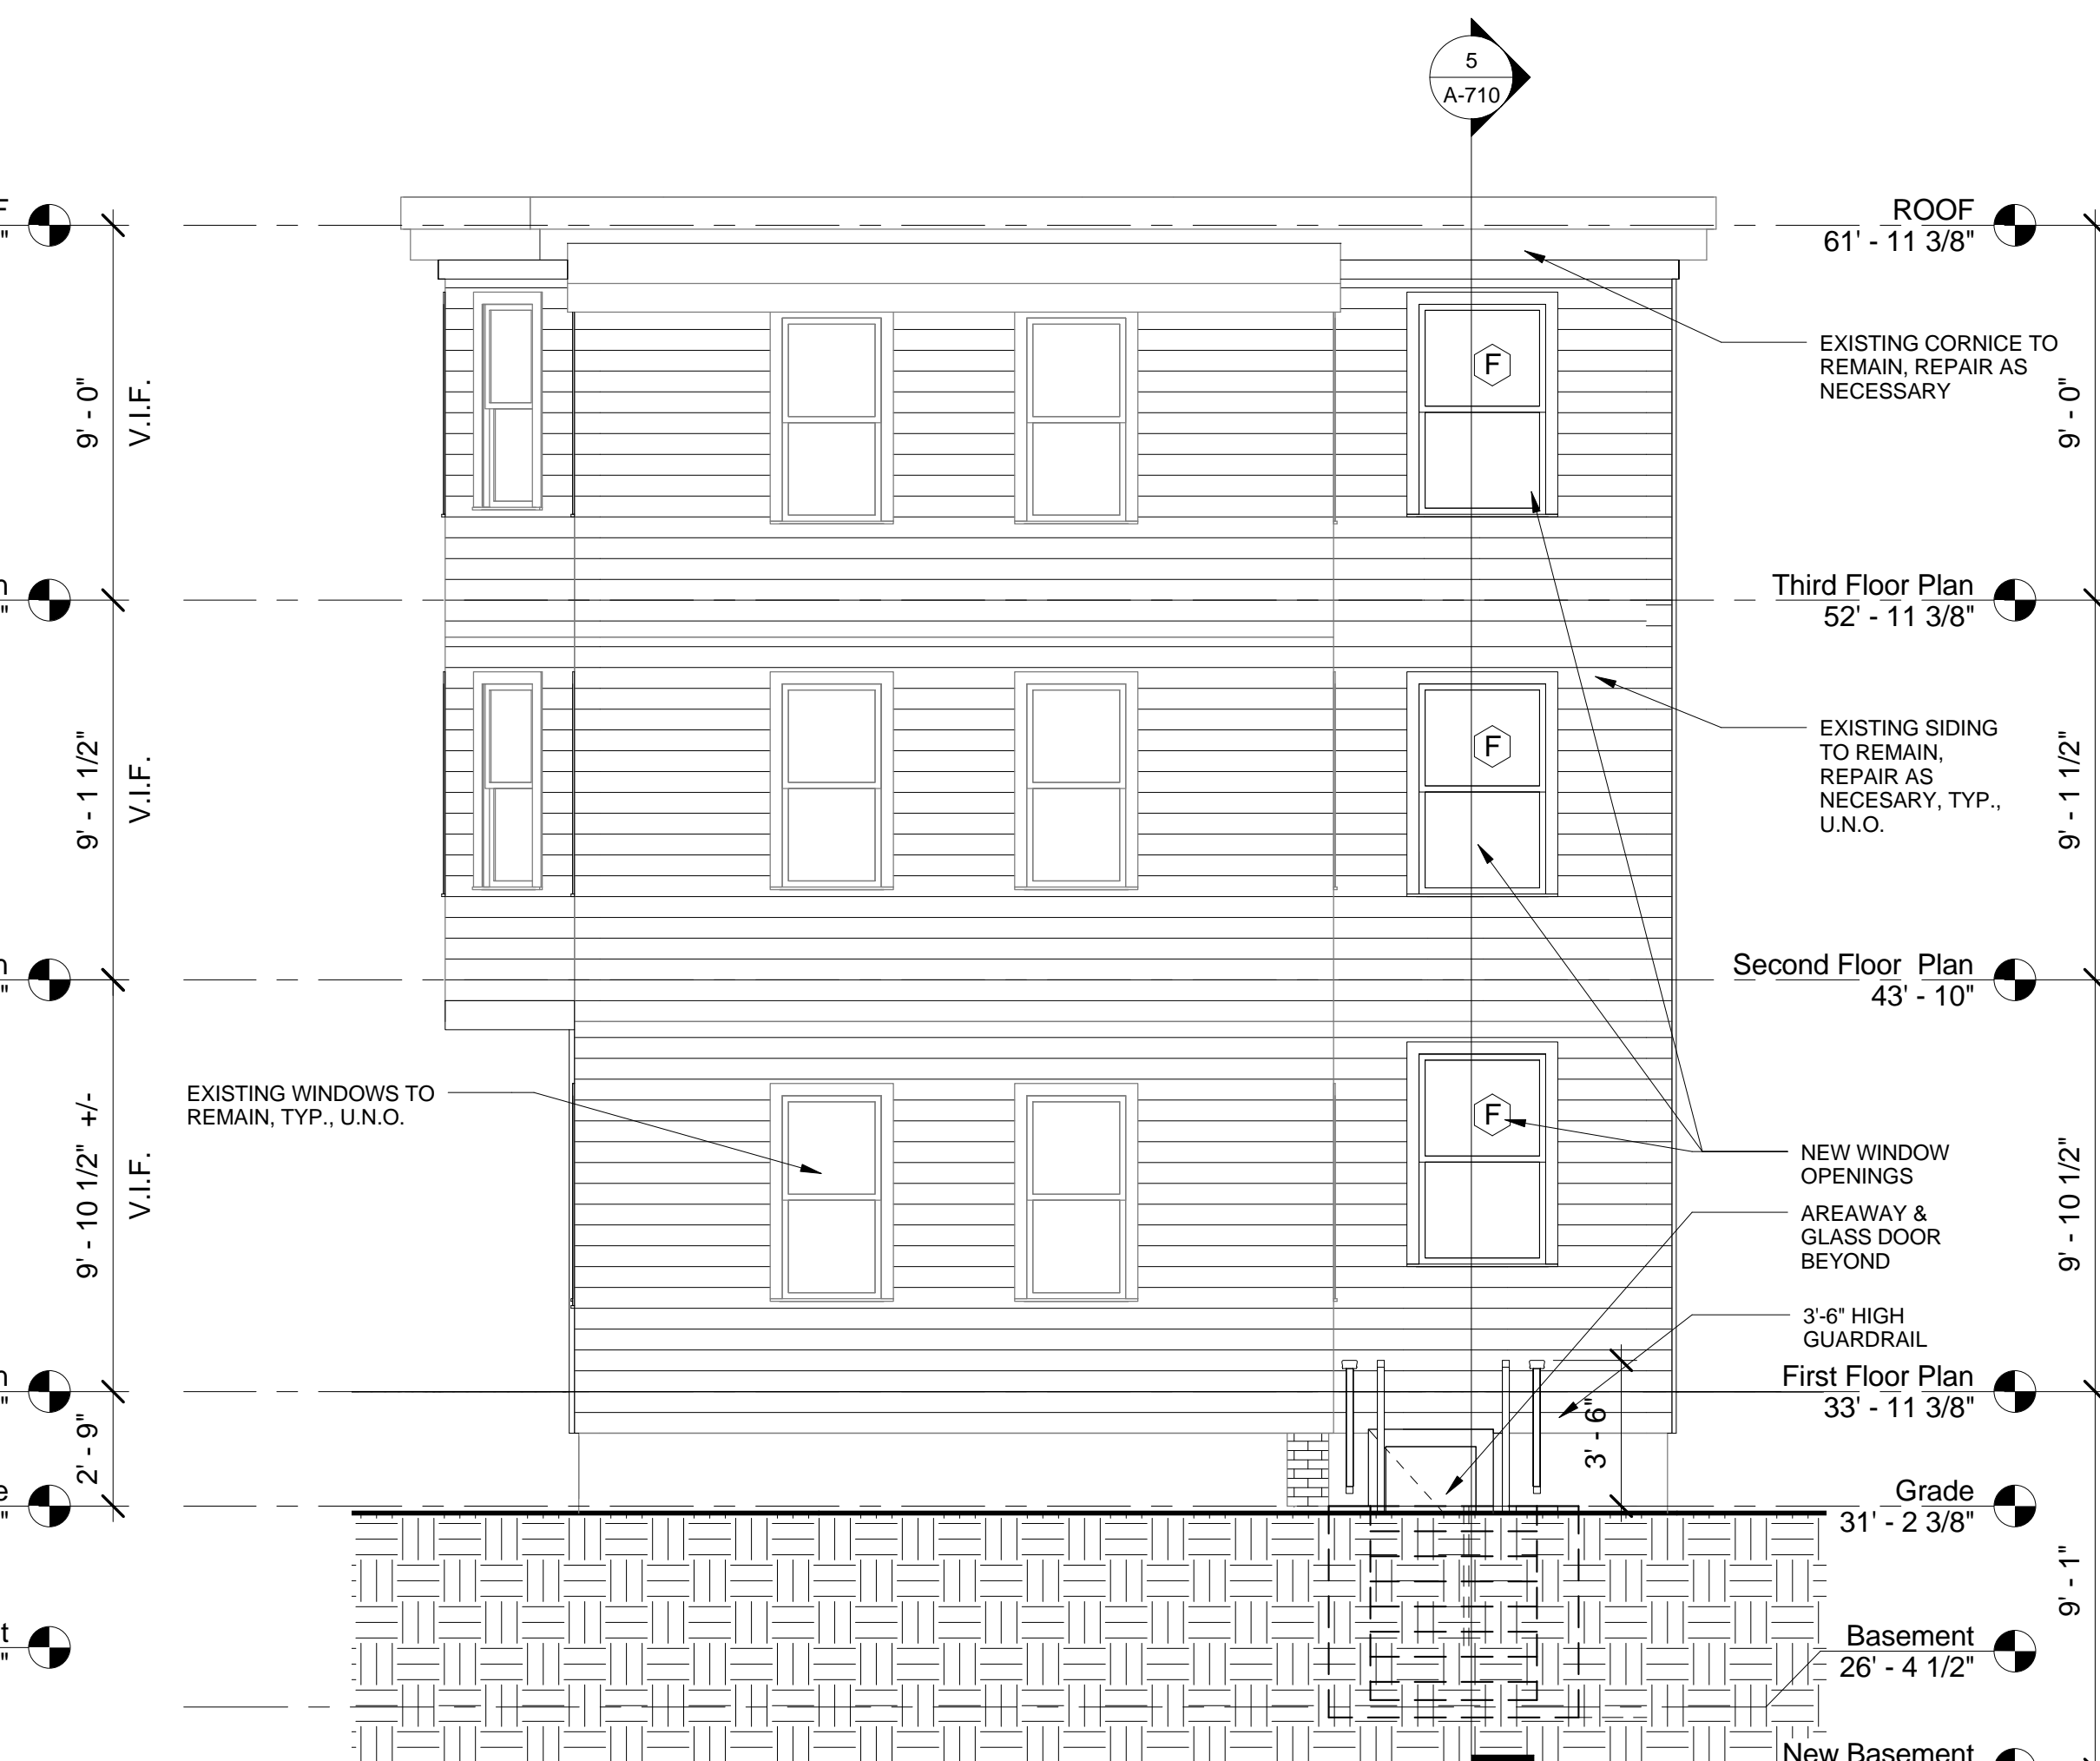 5
A-710
F
"
ROOF
61' - 11 3/8"
EXISTING CORNICE TO
REMAIN, REPAIR AS
NECESSARY
9' - 0"
V.I.F.
F
9' - 0"
n
"
Third Floor Plan
52' - 11 3/8"
EXISTING SIDING
TO REMAIN,
REPAIR AS
NECESARY, TYP.,
U.N.O.
9' - 1 1/2"
V.I.F.
F
9' - 1 1/2"
n
"
Second Floor Plan
43' - 10"
EXISTING WINDOWS TO
REMAIN, TYP., U.N.O.
9' - 10 1/2" +/-
V.I.F.
F
NEW WINDOW
OPENINGS
9' - 10 1/2"
AREAWAY &
GLASS DOOR
BEYOND
3'-6" HIGH
GUARDRAIL
n
"
First Floor Plan
33' - 11 3/8"
2' - 9"
3' - 6"
e
"
Grade
31' - 2 3/8"
9' - 1"
t
"
Basement
26' - 4 1/2"
New Basement